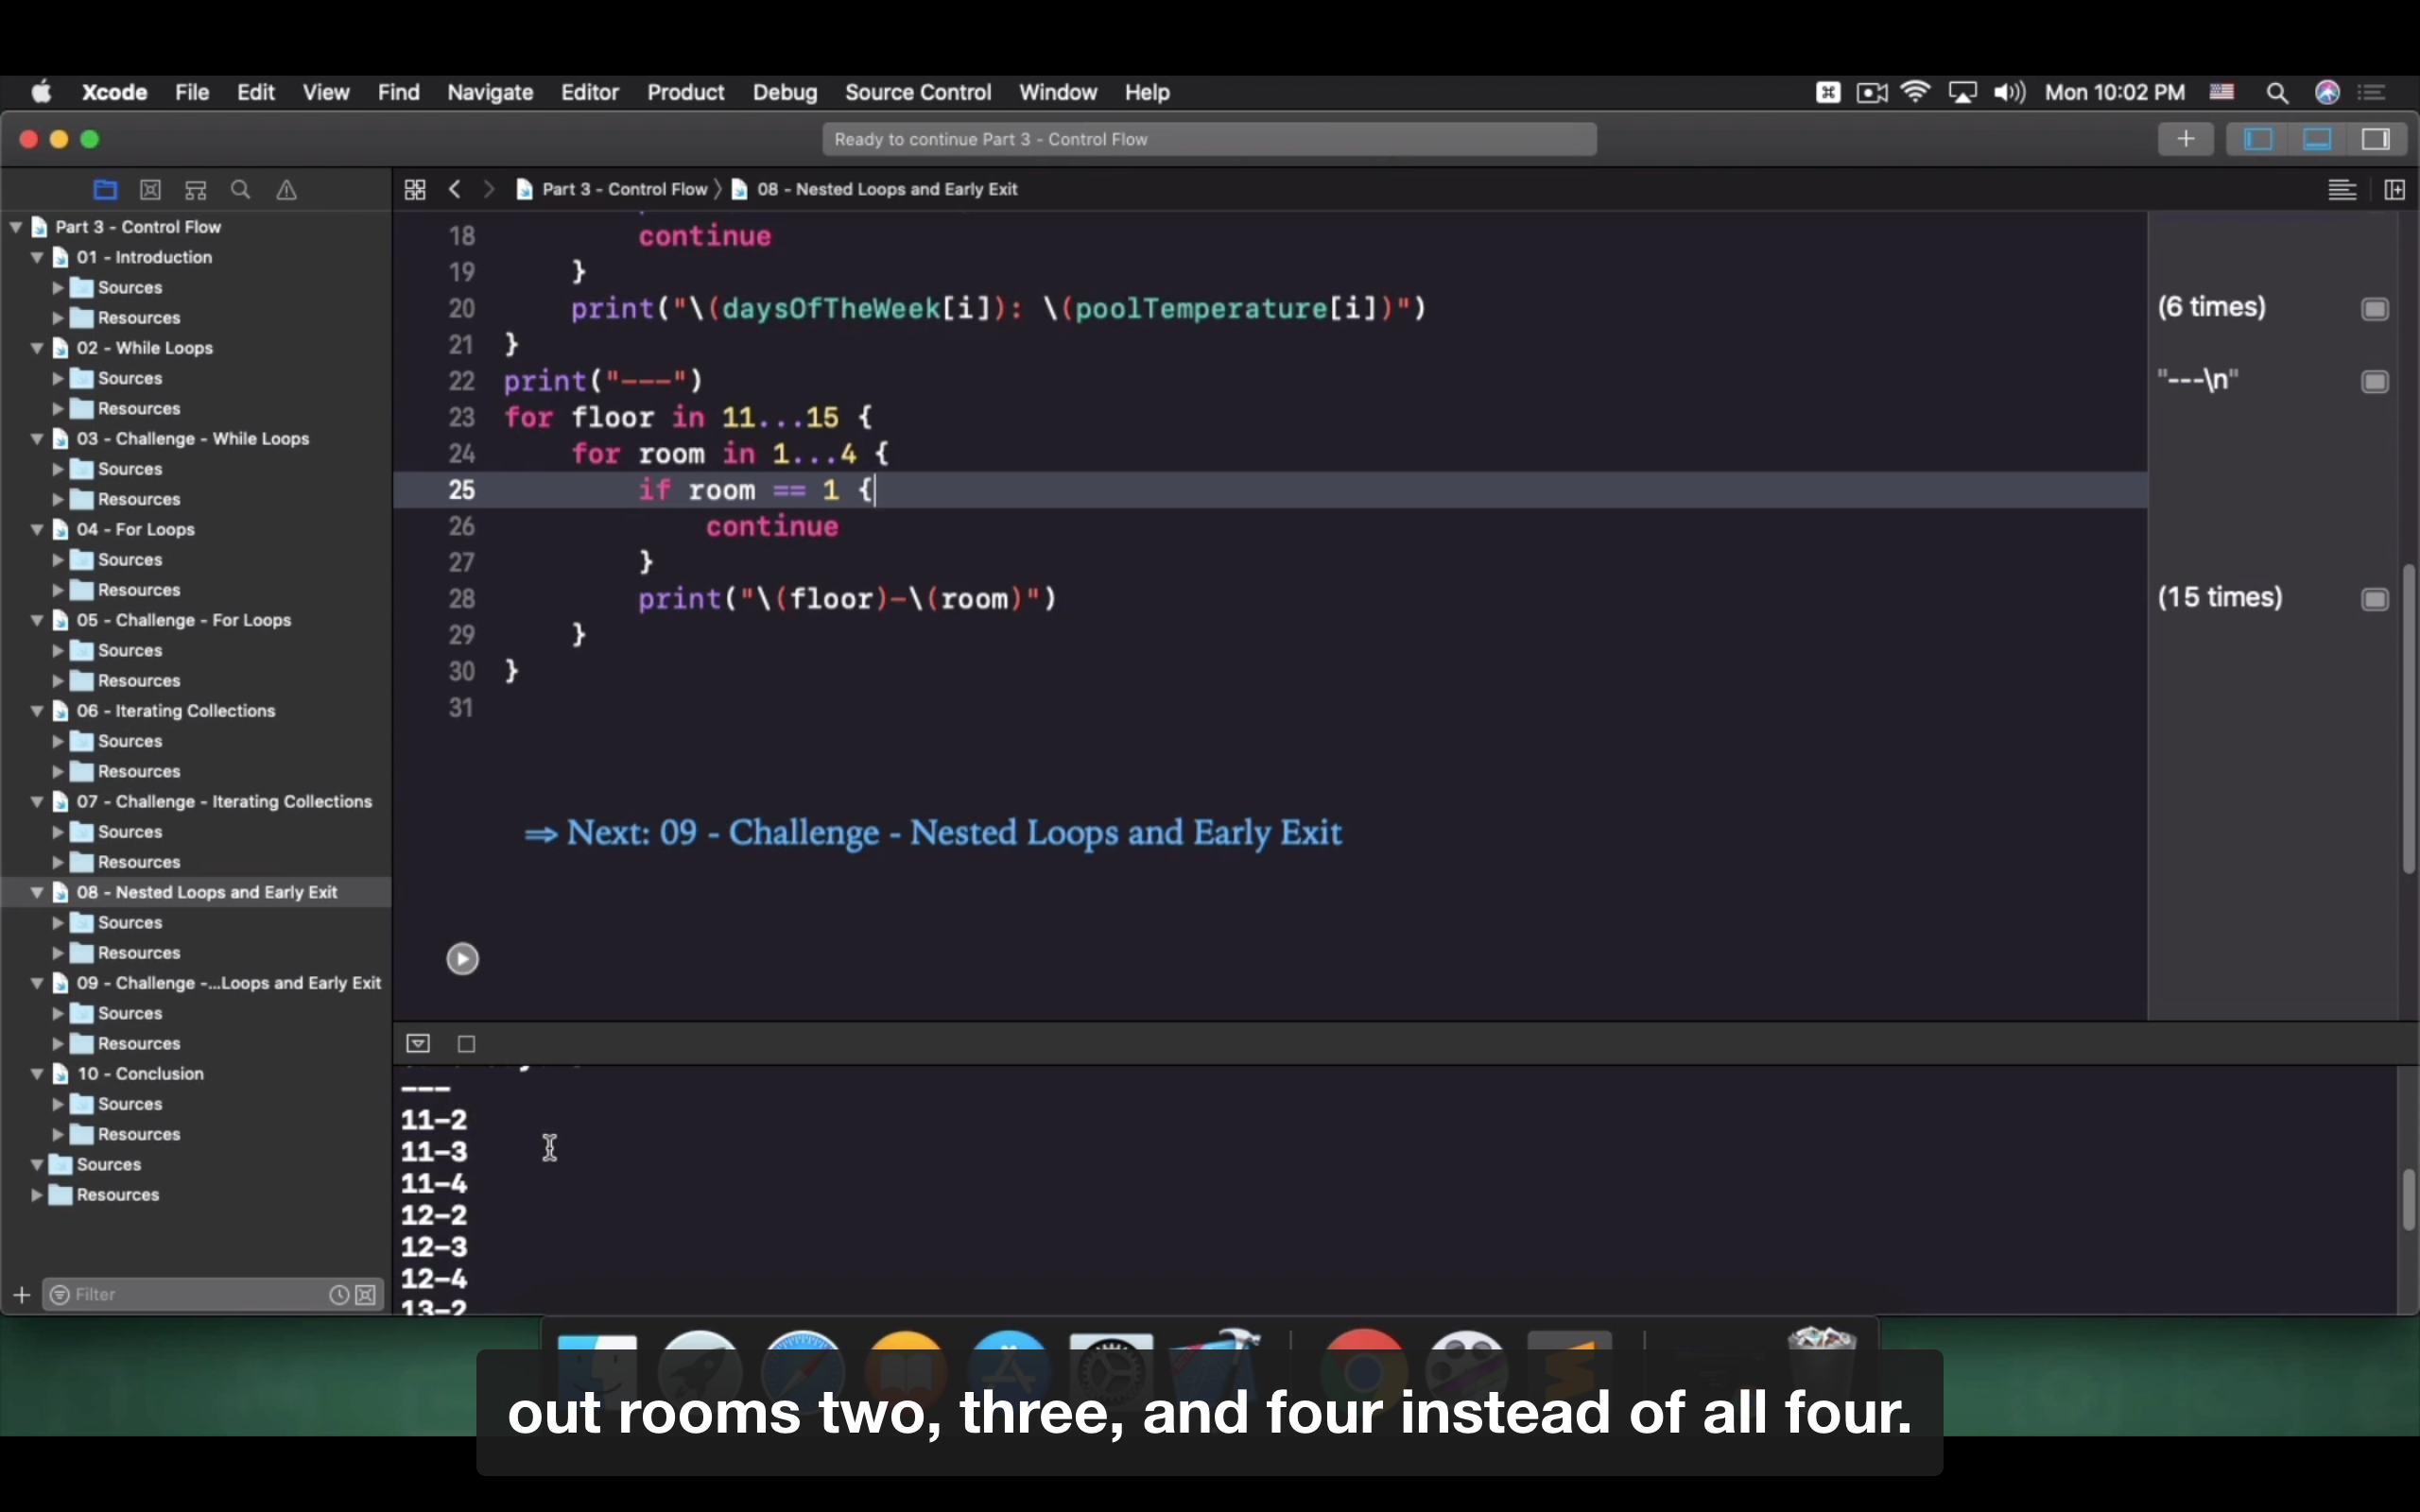 Xcode File Edit View Find Navigate Editor Product Debug Source Control Window Help Mon 10:02 PM
Ready to continue Part 3 - Control Flow
Part 3 - Control Flow 08 - Nested Loops and Early Exit
Part 3 - Control Flow
01 - Introduction
Sources
Resources
02 - While Loops
Sources
Resources
03 - Challenge - While Loops
Sources
Resources
04 - For Loops
Sources
Resources
05 - Challenge - For Loops
Sources
Resources
06 - Iterating Collections
Sources
Resources
07 - Challenge - Iterating Collections
Sources
Resources
08 - Nested Loops and Early Exit
Sources
Resources
09 - Challenge -...Loops and Early Exit
Sources
Resources
10 - Conclusion
Sources
Resources
Sources
Resources
Filter
18 continue
19 }
20 print("\(daysOfTheWeek[i]): \(poolTemperature[i])")
21 }
22 print("---")
23 for floor in 11...15 {
24 for room in 1...4 {
25 if room == 1 {
26 continue
27 }
28 print("\(floor)-\(room)")
29 }
30 }
31
(6 times)
"---\n"
(15 times)
⇒ Next: 09 - Challenge - Nested Loops and Early Exit
---
11-2
11-3
11-4
12-2
12-3
12-4
13-2
out rooms two, three, and four instead of all four.